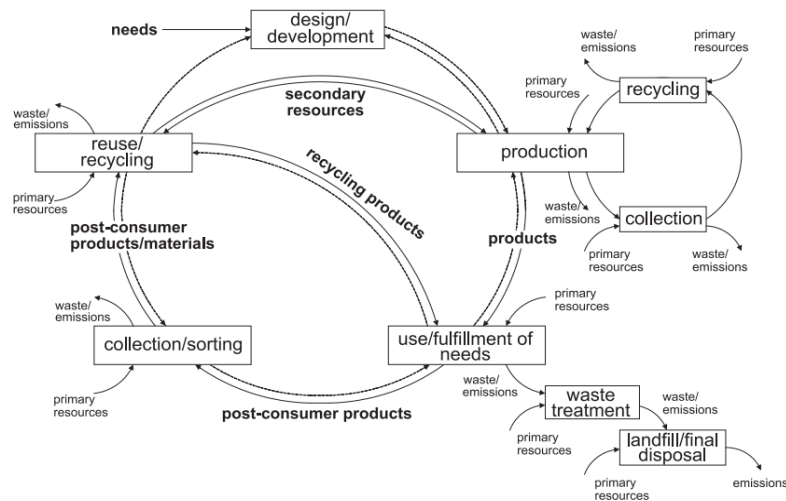 needs
design/
development
waste/
emissions
primary
resources
recycling
primary
resources
secondary
resources
waste/
emissions
reuse/
recycling
production
recycling products
primary
resources
waste/
emissions
collection
post-consumer
products/materials
products
primary
resources
waste/
emissions
primary
resources
waste/
emissions
collection/sorting
use/fulfillment of
needs
primary
resources
post-consumer products
waste/
emissions
waste
treatment
waste/
emissions
primary
resources
landfill/final
disposal
primary
resources
emissions